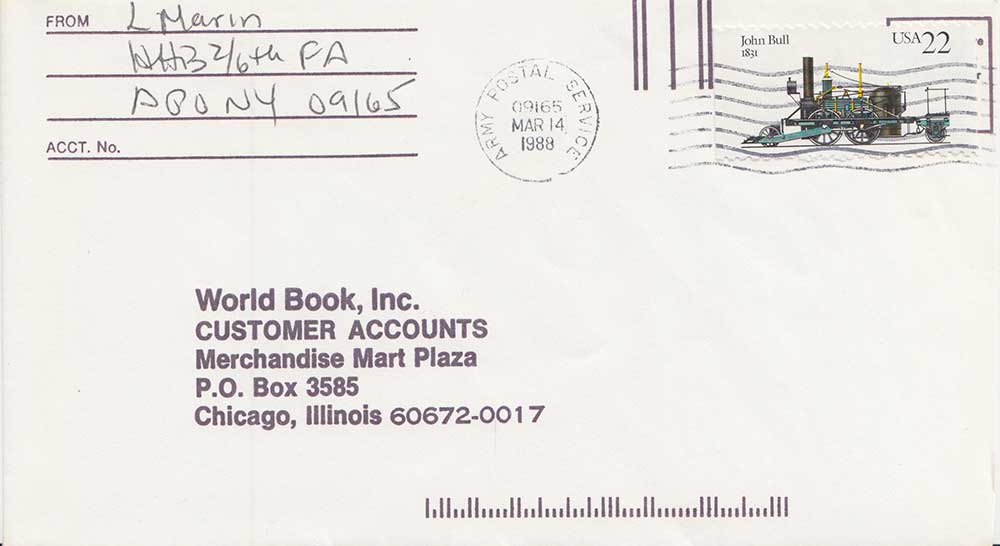 FROM L Marin
HHB 2/6th FA
APO NY 09165
ACCT. No.
ARMY POSTAL SERVICE
09165
MAR 14
1988
John Bull
1831
USA 22
World Book, Inc.
CUSTOMER ACCOUNTS
Merchandise Mart Plaza
P.O. Box 3585
Chicago, Illinois 60672-0017